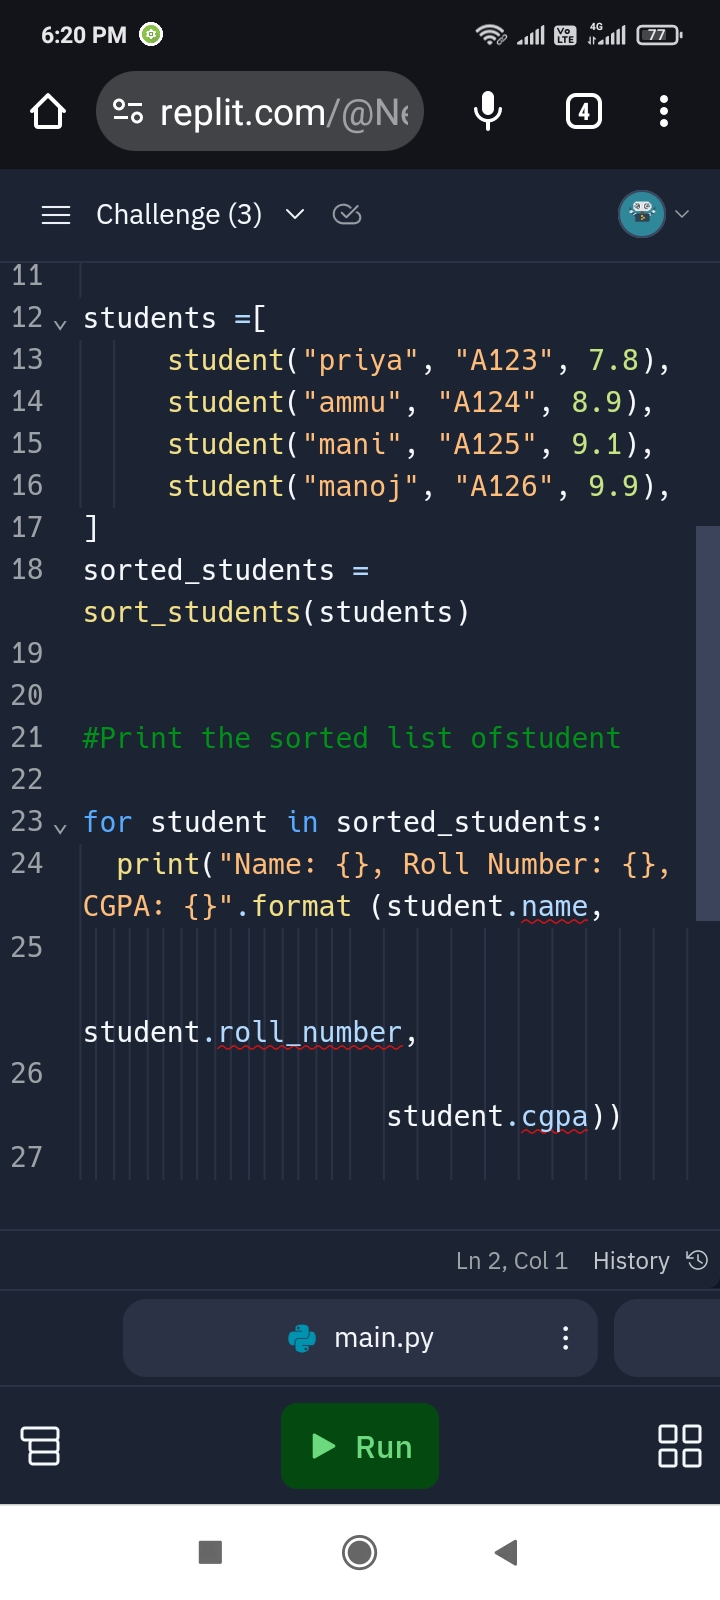 6:20 PM
Vo LTE 4G 77
replit.com/@Ne
4
Challenge (3)
11
12 students =[
13 student("priya", "A123", 7.8),
14 student("ammu", "A124", 8.9),
15 student("mani", "A125", 9.1),
16 student("manoj", "A126", 9.9),
17 ]
18 sorted_students =
sort_students(students)
19
20
21 #Print the sorted list ofstudent
22
23 for student in sorted_students:
24 print("Name: {}, Roll Number: {},
CGPA: {}".format (student.name,
25
student.roll_number,
26
student.cgpa))
27
Ln 2, Col 1 History
main.py
Run